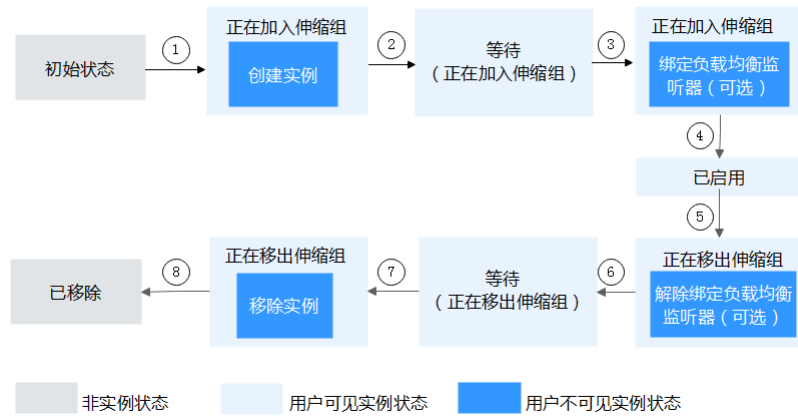 初始状态
①
正在加入伸缩组
创建实例
②
等待
（正在加入伸缩组）
③
正在加入伸缩组
绑定负载均衡监
听器（可选）
④
已启用
⑤
正在移出伸缩组
解除绑定负载均衡
监听器（可选）
⑥
等待
（正在移出伸缩组）
⑦
正在移出伸缩组
移除实例
⑧
已移除
非实例状态
用户可见实例状态
用户不可见实例状态